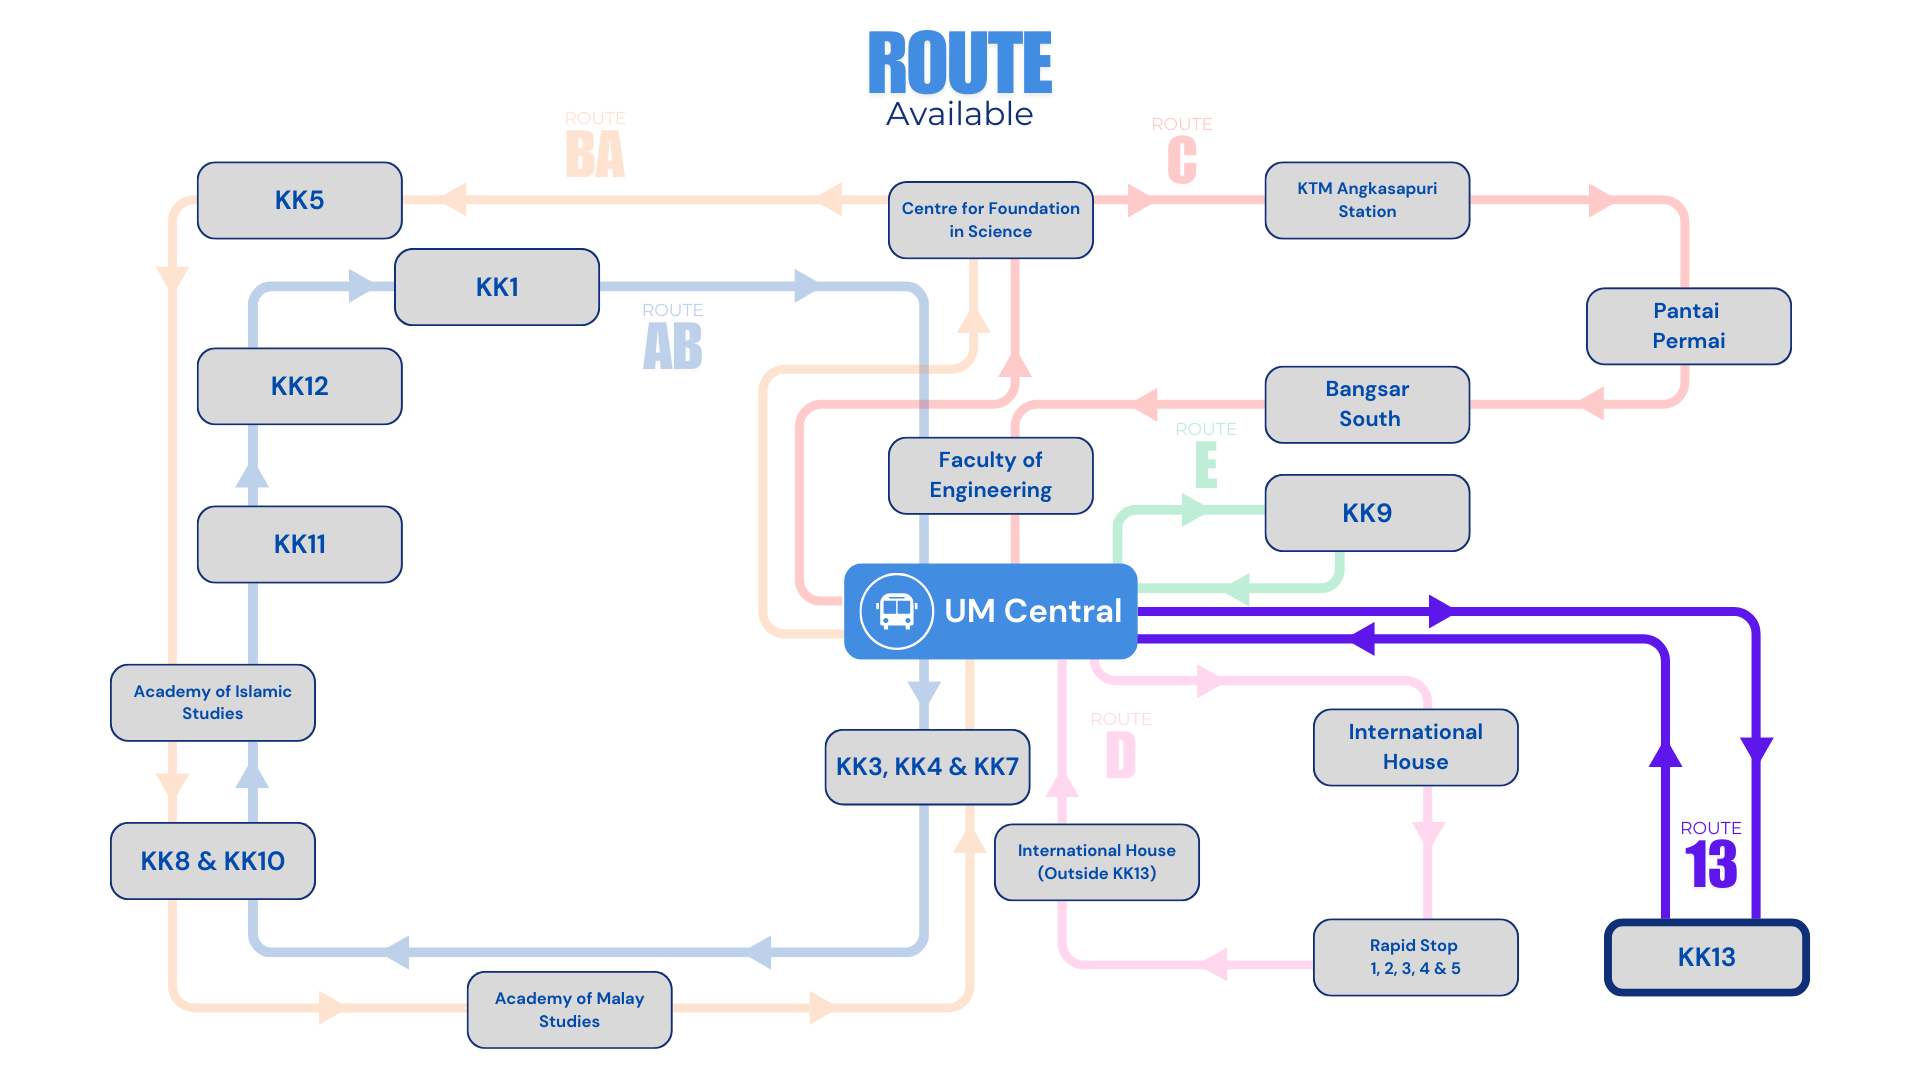 ROUTE
Available
ROUTE
BA
ROUTE
C
KK5
Centre for Foundation
in Science
KTM Angkasapuri
Station
KK1
ROUTE
AB
Pantai
Permai
KK12
Bangsar
South
Faculty of
Engineering
ROUTE
E
KK9
KK11
UM Central
Academy of Islamic
Studies
KK3, KK4 & KK7
ROUTE
D
International
House
KK8 & KK10
International House
(Outside KK13)
ROUTE
13
Rapid Stop
1, 2, 3, 4 & 5
KK13
Academy of Malay
Studies